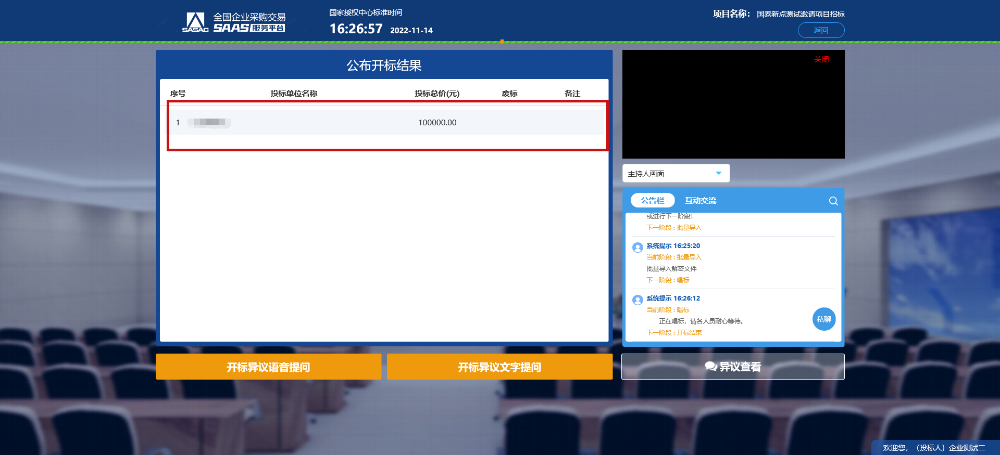 SASAC
全国企业采购交易
SAAS服务平台
国家授权中心标准时间
16:26:57 2022-11-14
项目名称： 国泰新点测试邀请项目招标
返回
公布开标结果
序号 投标单位名称 投标总价(元) 废标 备注
1 100000.00
关闭
主持人画面
公告栏 互动交流
或进行下一阶段!
下一阶段 : 批量导入
系统提示 16:25:20
当前阶段 : 批量导入
批量导入解密文件
下一阶段 : 唱标
系统提示 16:26:12
当前阶段 : 唱标
正在唱标，请各人员耐心等待。
下一阶段 : 开标结束
私聊
开标异议语音提问
开标异议文字提问
异议查看
欢迎您，（投标人）企业测试二